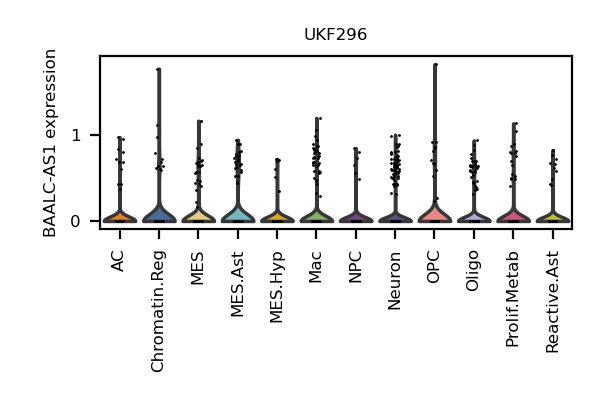 UKF296
BAALC-AS1 expression
1
0
AC
Chromatin.Reg
MES
MES.Ast
MES.Hyp
Mac
NPC
Neuron
OPC
Oligo
Prolif.Metab
Reactive.Ast